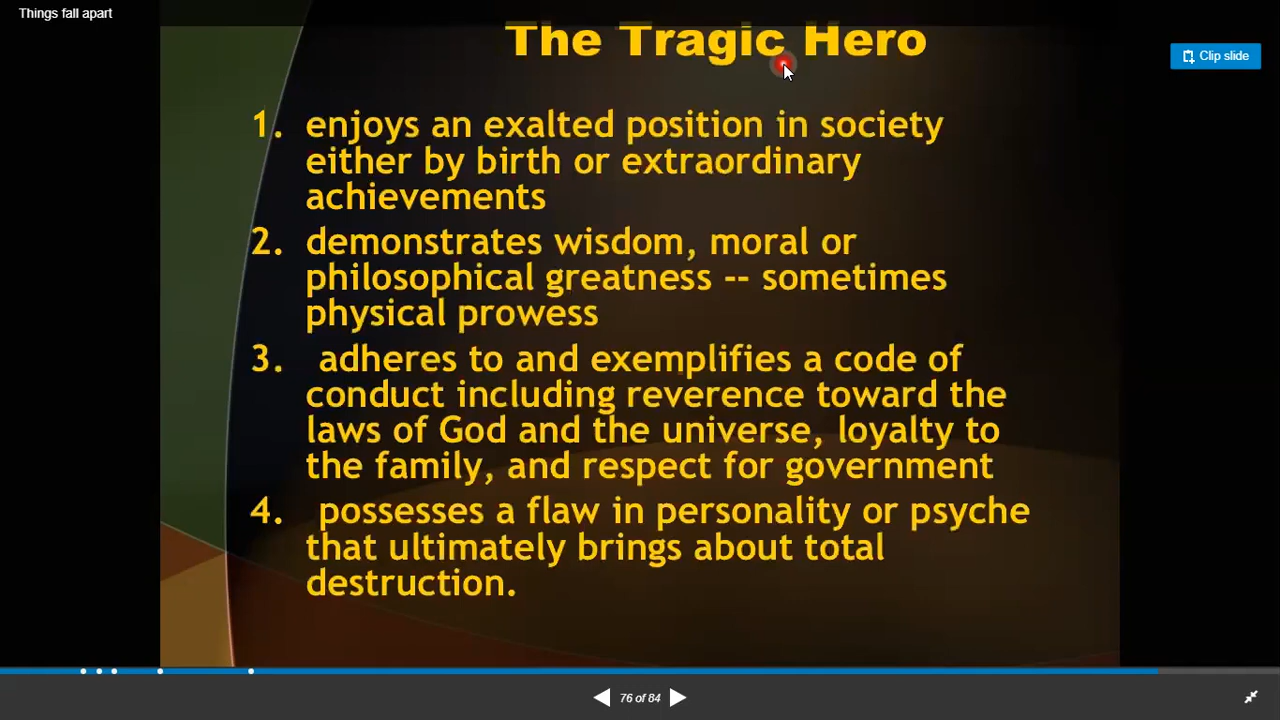 Things fall apart
The Tragic Hero
Clip slide
1. enjoys an exalted position in society
either by birth or extraordinary
achievements
2. demonstrates wisdom, moral or
philosophical greatness -- sometimes
physical prowess
3. adheres to and exemplifies a code of
conduct including reverence toward the
laws of God and the universe, loyalty to
the family, and respect for government
4. possesses a flaw in personality or psyche
that ultimately brings about total
destruction.
76 of 84